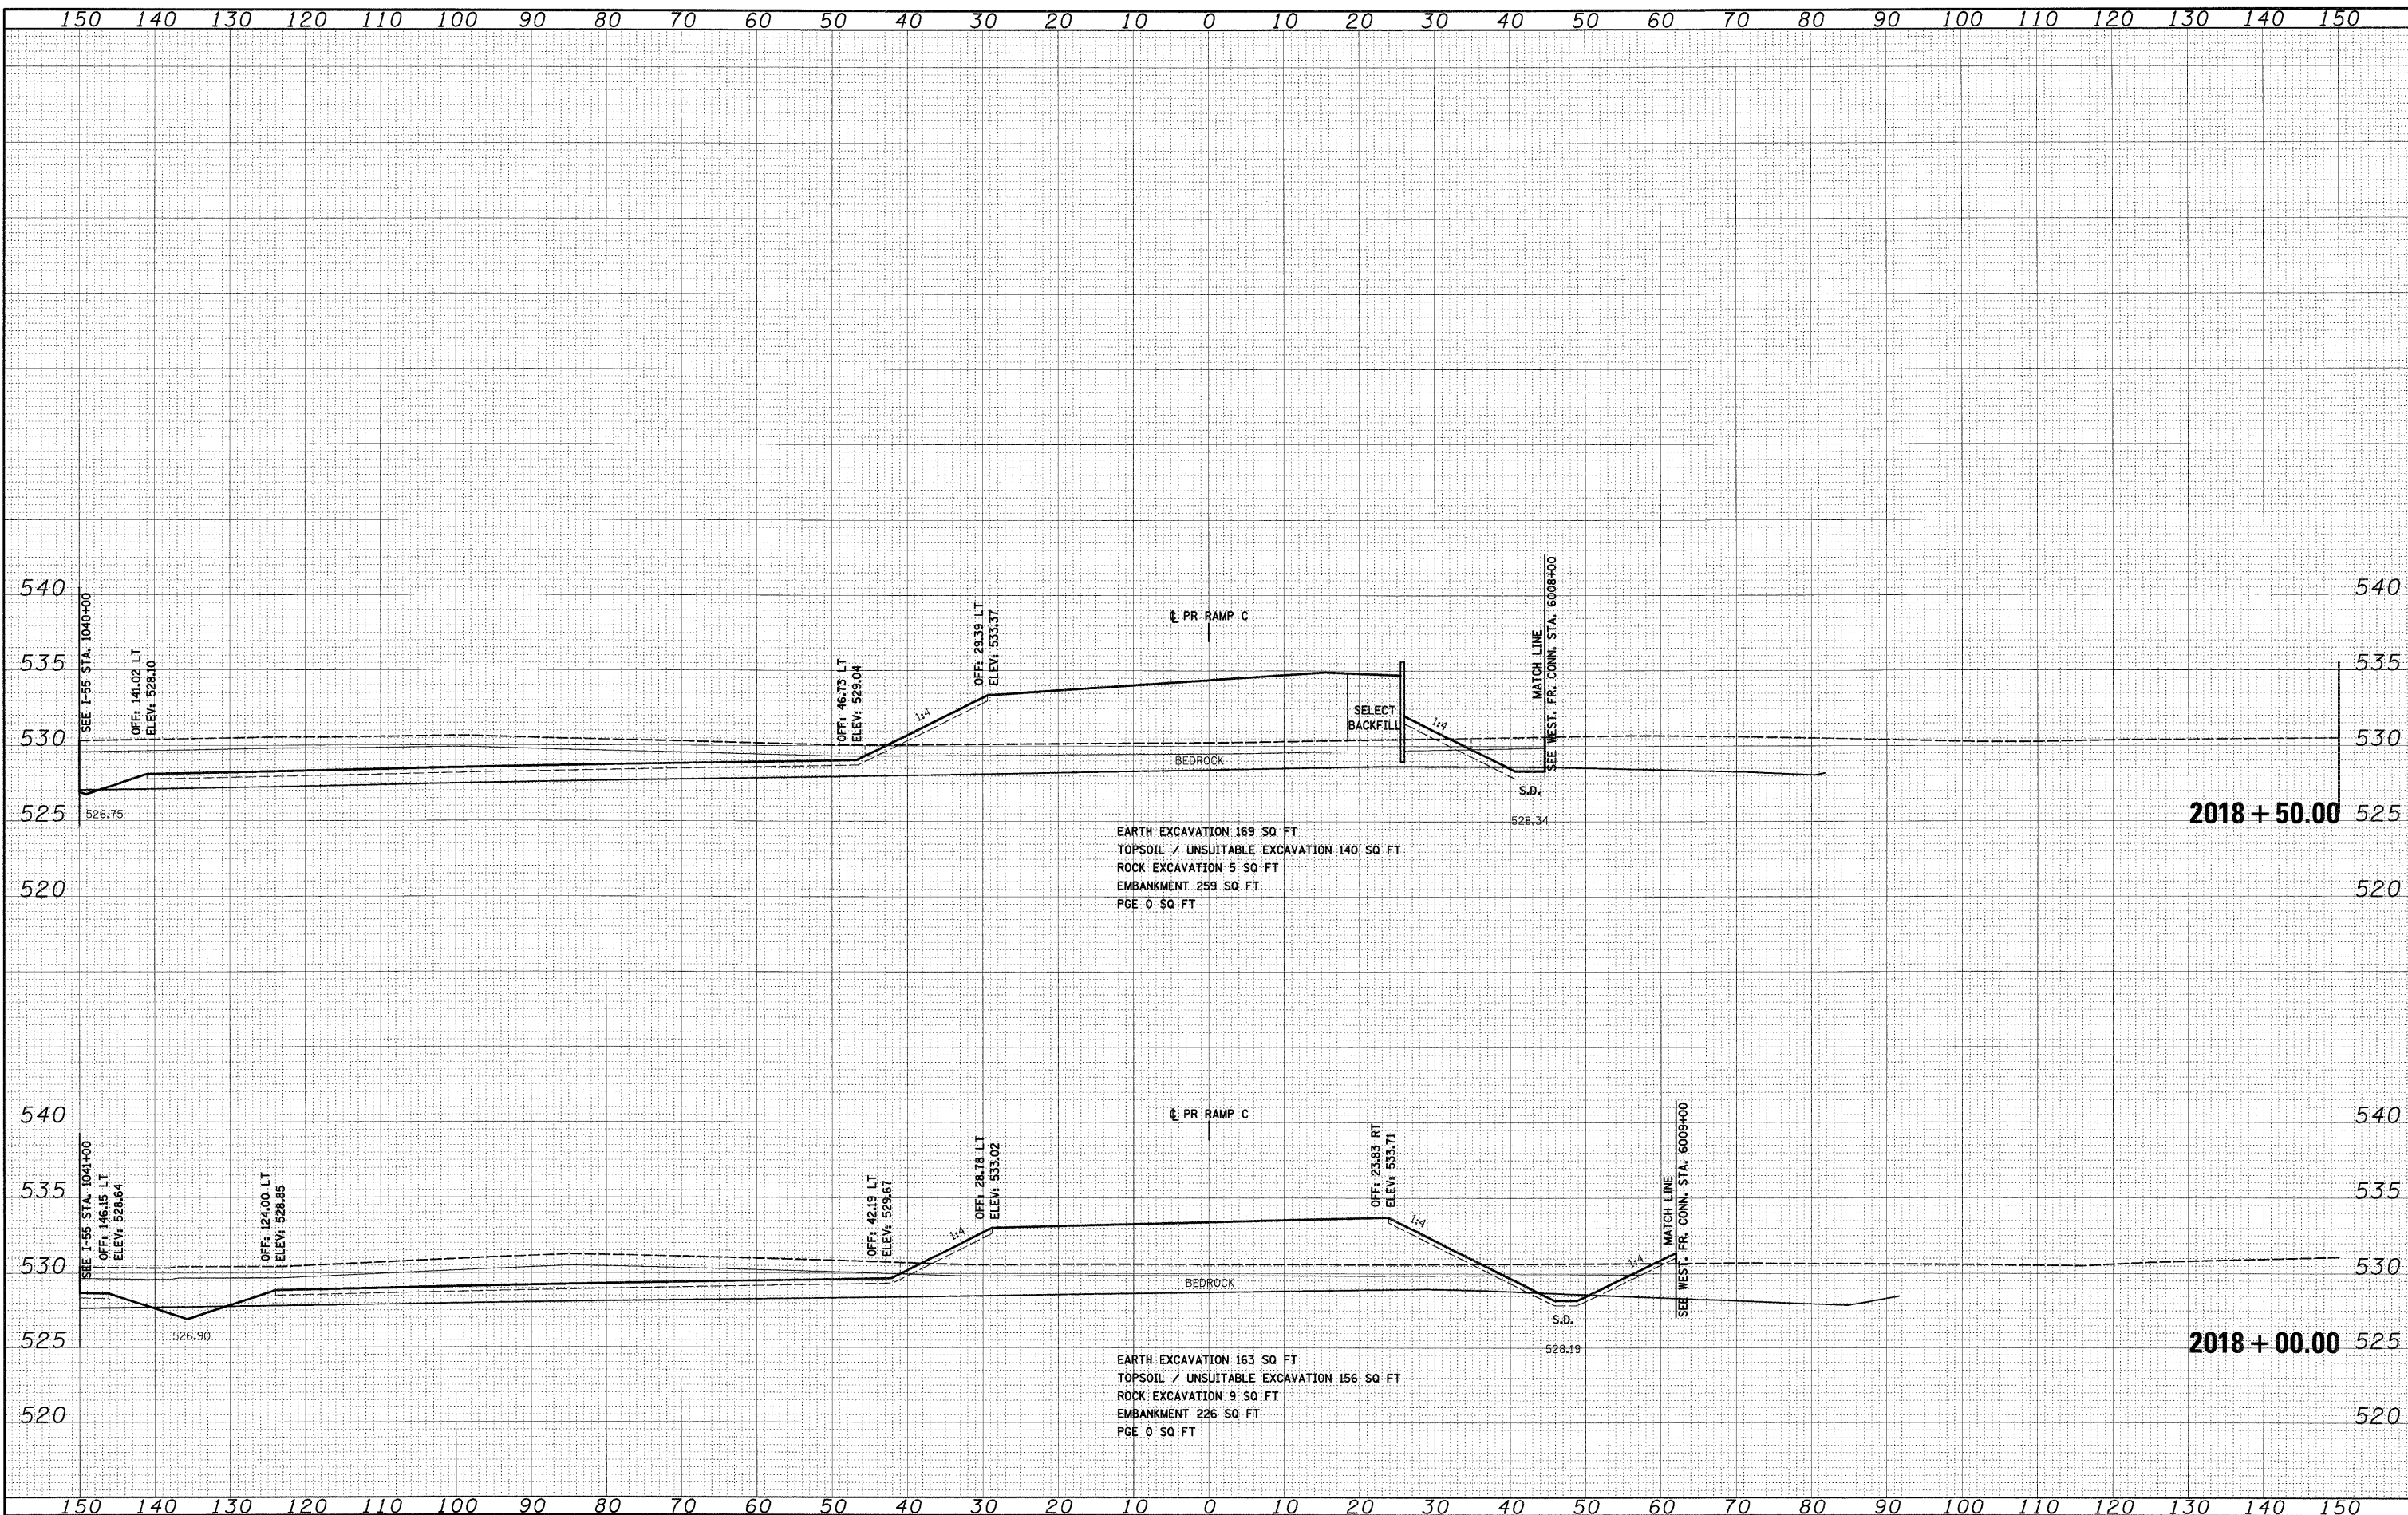 150 140 130 120 110 100 90 80 70 60 50 40 30 20 10 0 10 20 30 40 50 60 70 80 90 100 110 120 130 140 150
540 540
535 535
530 530
525 525
520 520
SEE I-55 STA. 1040+00
OFF: 141.02 LT
ELEV: 528.10
OFF: 46.73 LT
ELEV: 529.04
1:4
OFF: 29.39 LT
ELEV: 533.37
℄ PR RAMP C
SELECT
BACKFILL
1:4
MATCH LINE
SEE WEST. FR. CONN. STA. 6008+00
BEDROCK
S.D.
526.75
528.34
2018+50.00
EARTH EXCAVATION 169 SQ FT
TOPSOIL / UNSUITABLE EXCAVATION 140 SQ FT
ROCK EXCAVATION 5 SQ FT
EMBANKMENT 259 SQ FT
PGE 0 SQ FT
540 540
535 535
530 530
525 525
520 520
SEE I-55 STA. 1041+00
OFF: 146.15 LT
ELEV: 528.64
OFF: 124.00 LT
ELEV: 528.85
OFF: 42.19 LT
ELEV: 529.67
1:4
OFF: 28.78 LT
ELEV: 533.02
℄ PR RAMP C
OFF: 23.83 RT
ELEV: 533.71
1:4
1:4
MATCH LINE
SEE WEST. FR. CONN. STA. 6009+00
BEDROCK
S.D.
526.90
528.19
2018+00.00
EARTH EXCAVATION 163 SQ FT
TOPSOIL / UNSUITABLE EXCAVATION 156 SQ FT
ROCK EXCAVATION 9 SQ FT
EMBANKMENT 226 SQ FT
PGE 0 SQ FT
150 140 130 120 110 100 90 80 70 60 50 40 30 20 10 0 10 20 30 40 50 60 70 80 90 100 110 120 130 140 150